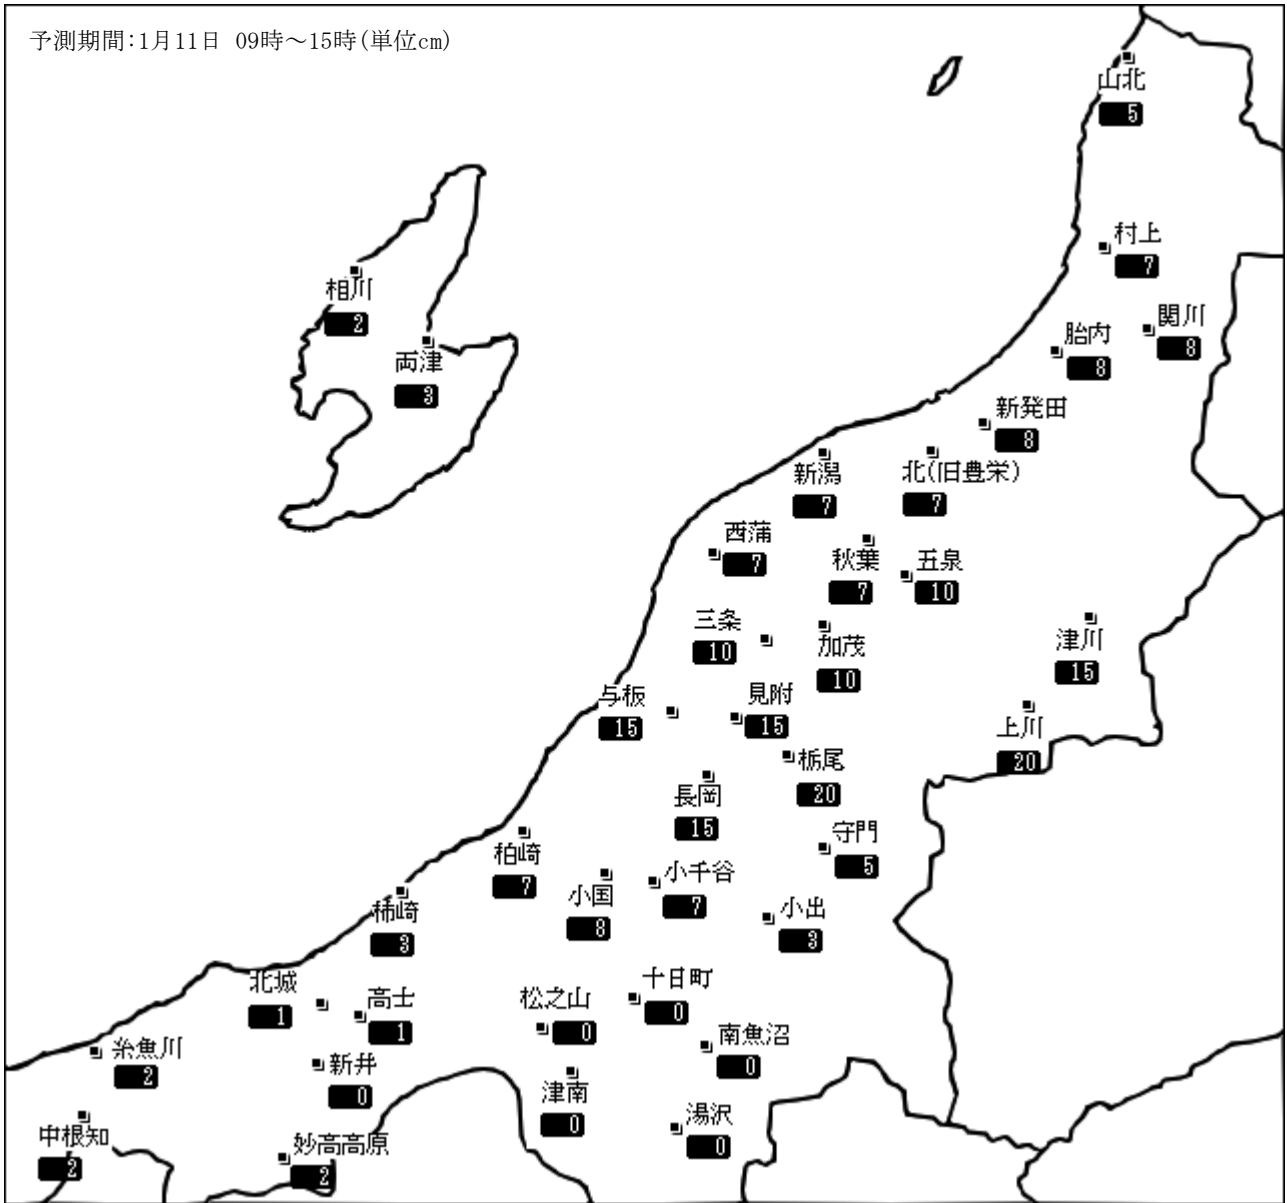 予測期間:1月11日 09時～15時(単位cm)
山北
5
村上
7
相川
2
関川
8
胎内
8
両津
3
新発田
8
新潟
7
北(旧豊栄)
7
西蒲
7
秋葉
7
五泉
10
三条
10
加茂
10
津川
15
与板
15
見附
15
上川
20
栃尾
20
長岡
15
守門
5
柏崎
7
小千谷
7
小国
8
小出
3
柿崎
3
北城
1
高士
1
松之山
0
十日町
0
南魚沼
0
糸魚川
2
新井
0
津南
0
湯沢
0
中根知
2
妙高高原
2